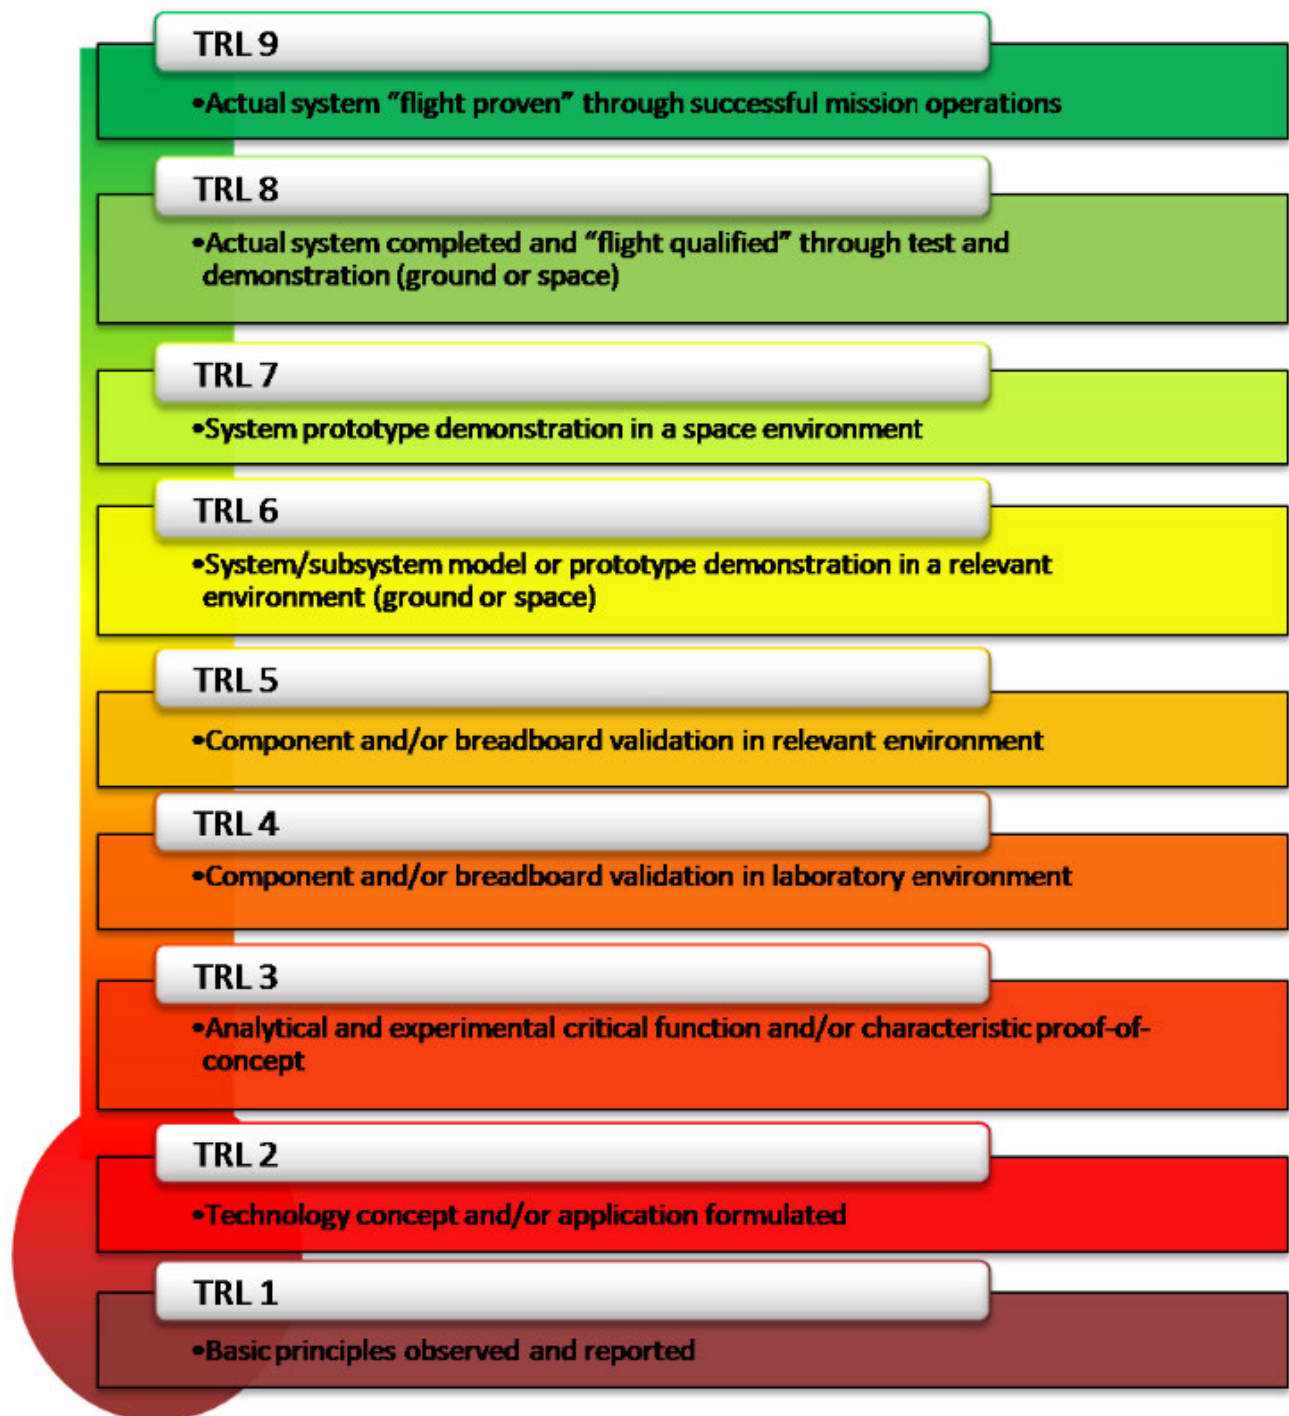 TRL 9
•Actual system “flight proven” through successful mission operations
TRL 8
•Actual system completed and “flight qualified” through test and
demonstration (ground or space)
TRL 7
•System prototype demonstration in a space environment
TRL 6
•System/subsystem model or prototype demonstration in a relevant
environment (ground or space)
TRL 5
•Component and/or breadboard validation in relevant environment
TRL 4
•Component and/or breadboard validation in laboratory environment
TRL 3
•Analytical and experimental critical function and/or characteristic proof-of-
concept
TRL 2
•Technology concept and/or application formulated
TRL 1
•Basic principles observed and reported